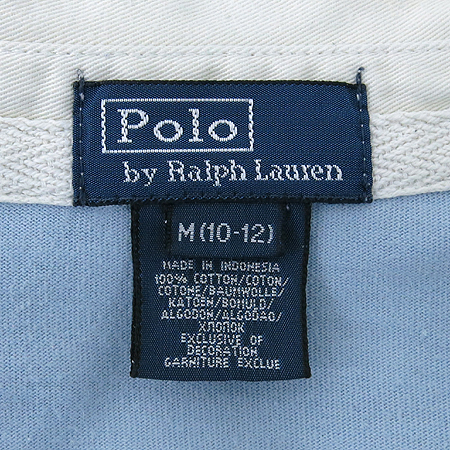 Polo
by Ralph Lauren
M (10-12)
MADE IN INDONESIA
100% COTTON/COTON/
COTONE/BAUMWOLLE/
KATOEN/BOMULD/
ALGODON/ALGODAO/
ХЛОПОК
EXCLUSIVE OF
DECORATION
GARNITURE EXCLUE